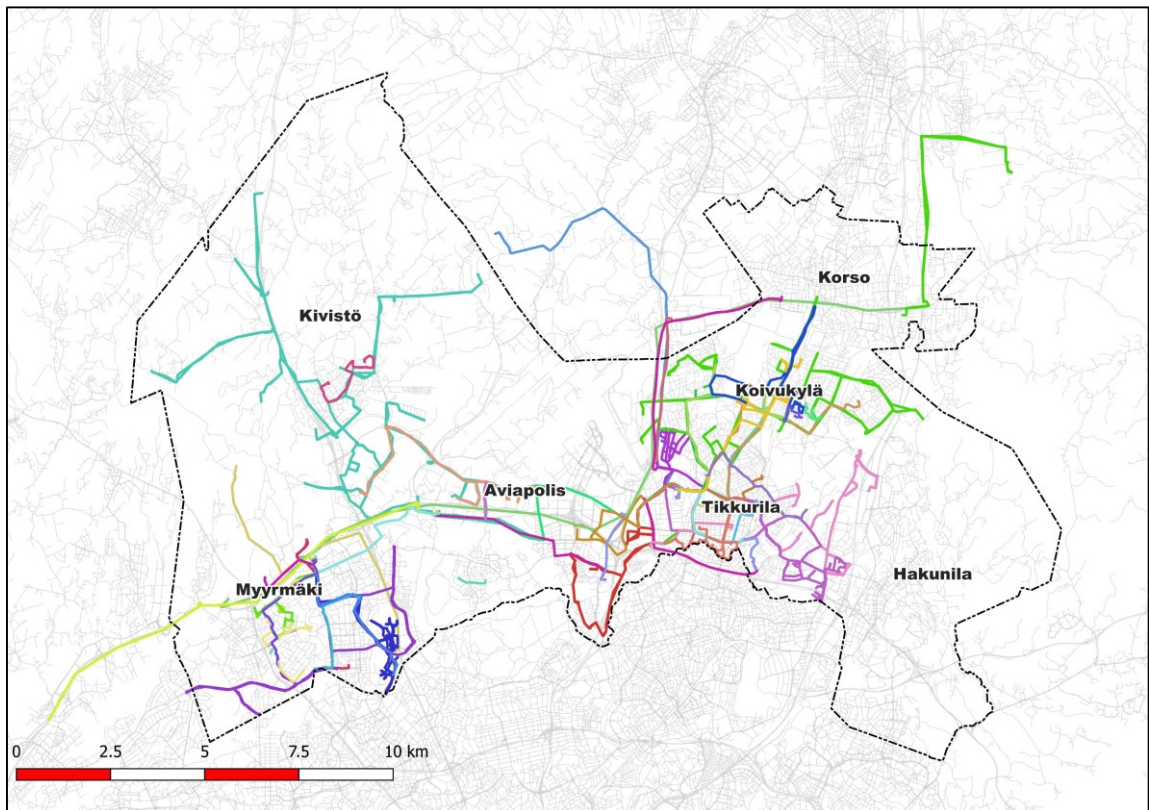 Korso
Kivistö
Koivukylä
Aviapolis
Tikkurila
Hakunila
Myyrmäki
0 2.5 5 7.5 10 km